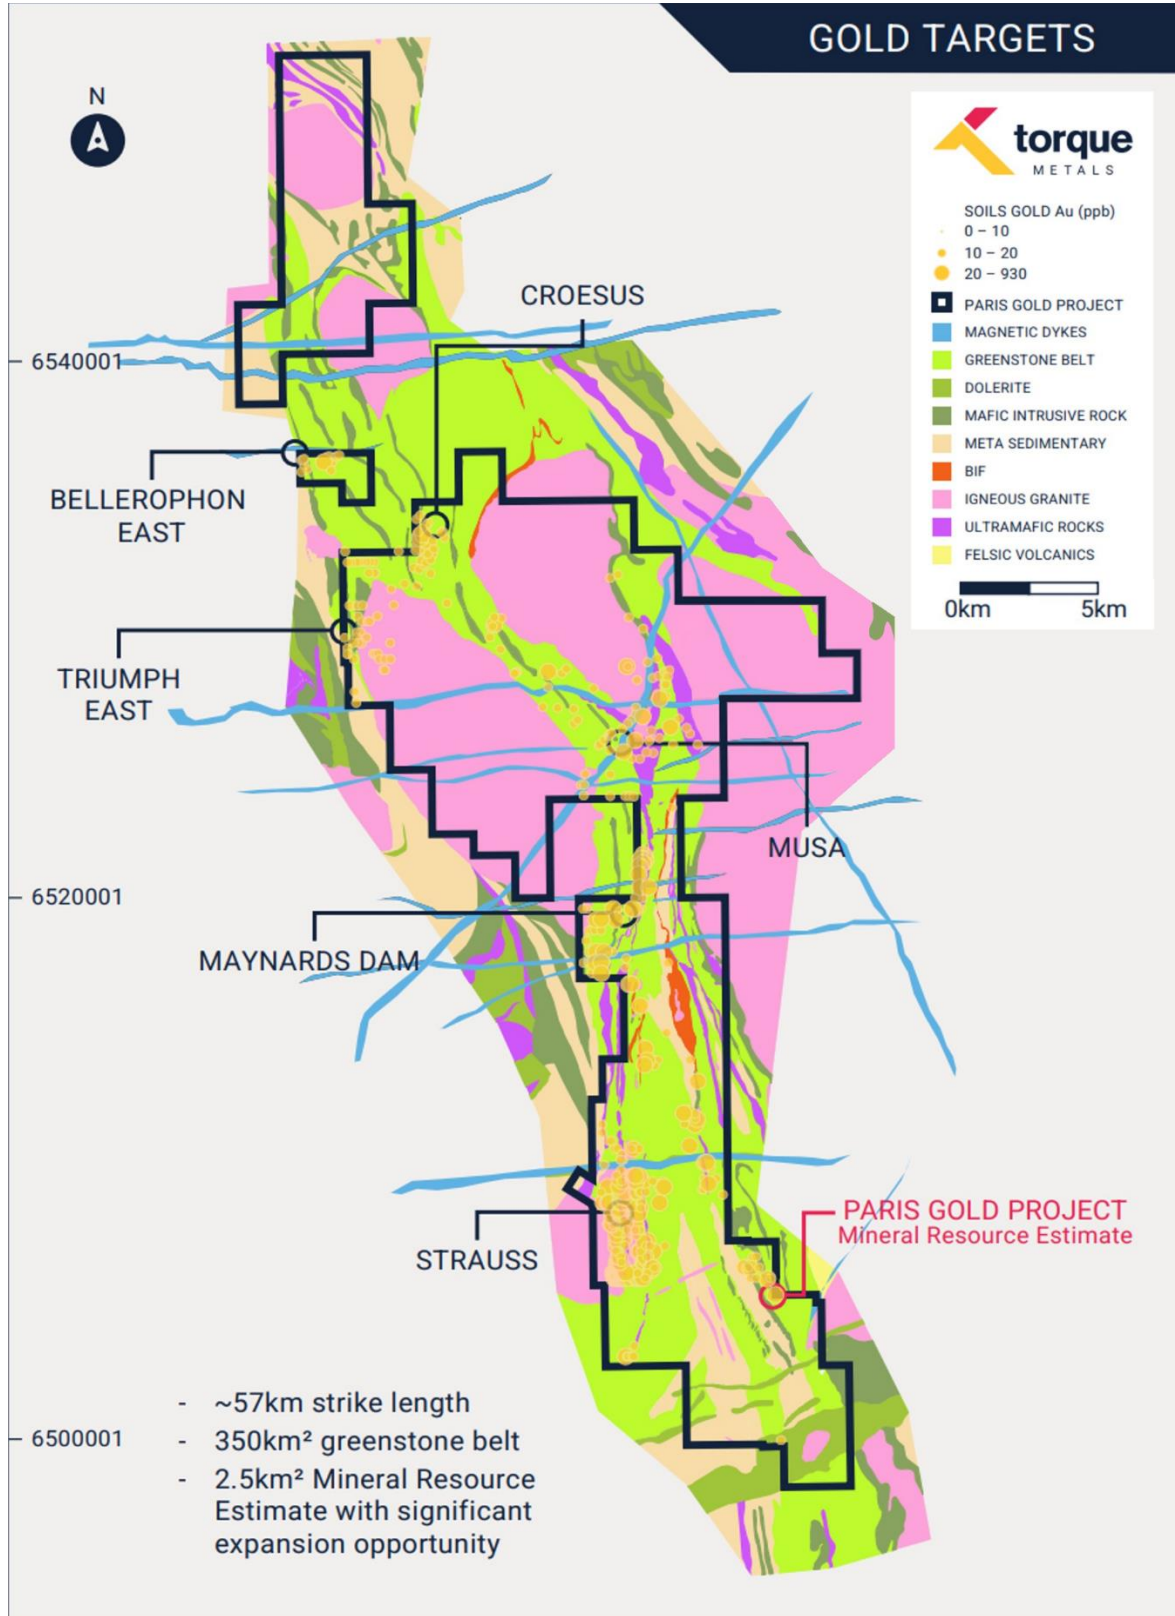 GOLD TARGETS
N
torque
METALS
SOILS GOLD Au (ppb)
0 – 10
10 – 20
20 – 930
PARIS GOLD PROJECT
MAGNETIC DYKES
GREENSTONE BELT
DOLERITE
MAFIC INTRUSIVE ROCK
META SEDIMENTARY
BIF
IGNEOUS GRANITE
ULTRAMAFIC ROCKS
FELSIC VOLCANICS
0km 5km
CROESUS
6540001
BELLEROPHON
EAST
TRIUMPH
EAST
MUSA
6520001
MAYNARDS DAM
STRAUSS
PARIS GOLD PROJECT
Mineral Resource Estimate
- ~57km strike length
6500001
- 350km² greenstone belt
- 2.5km² Mineral Resource
Estimate with significant
expansion opportunity